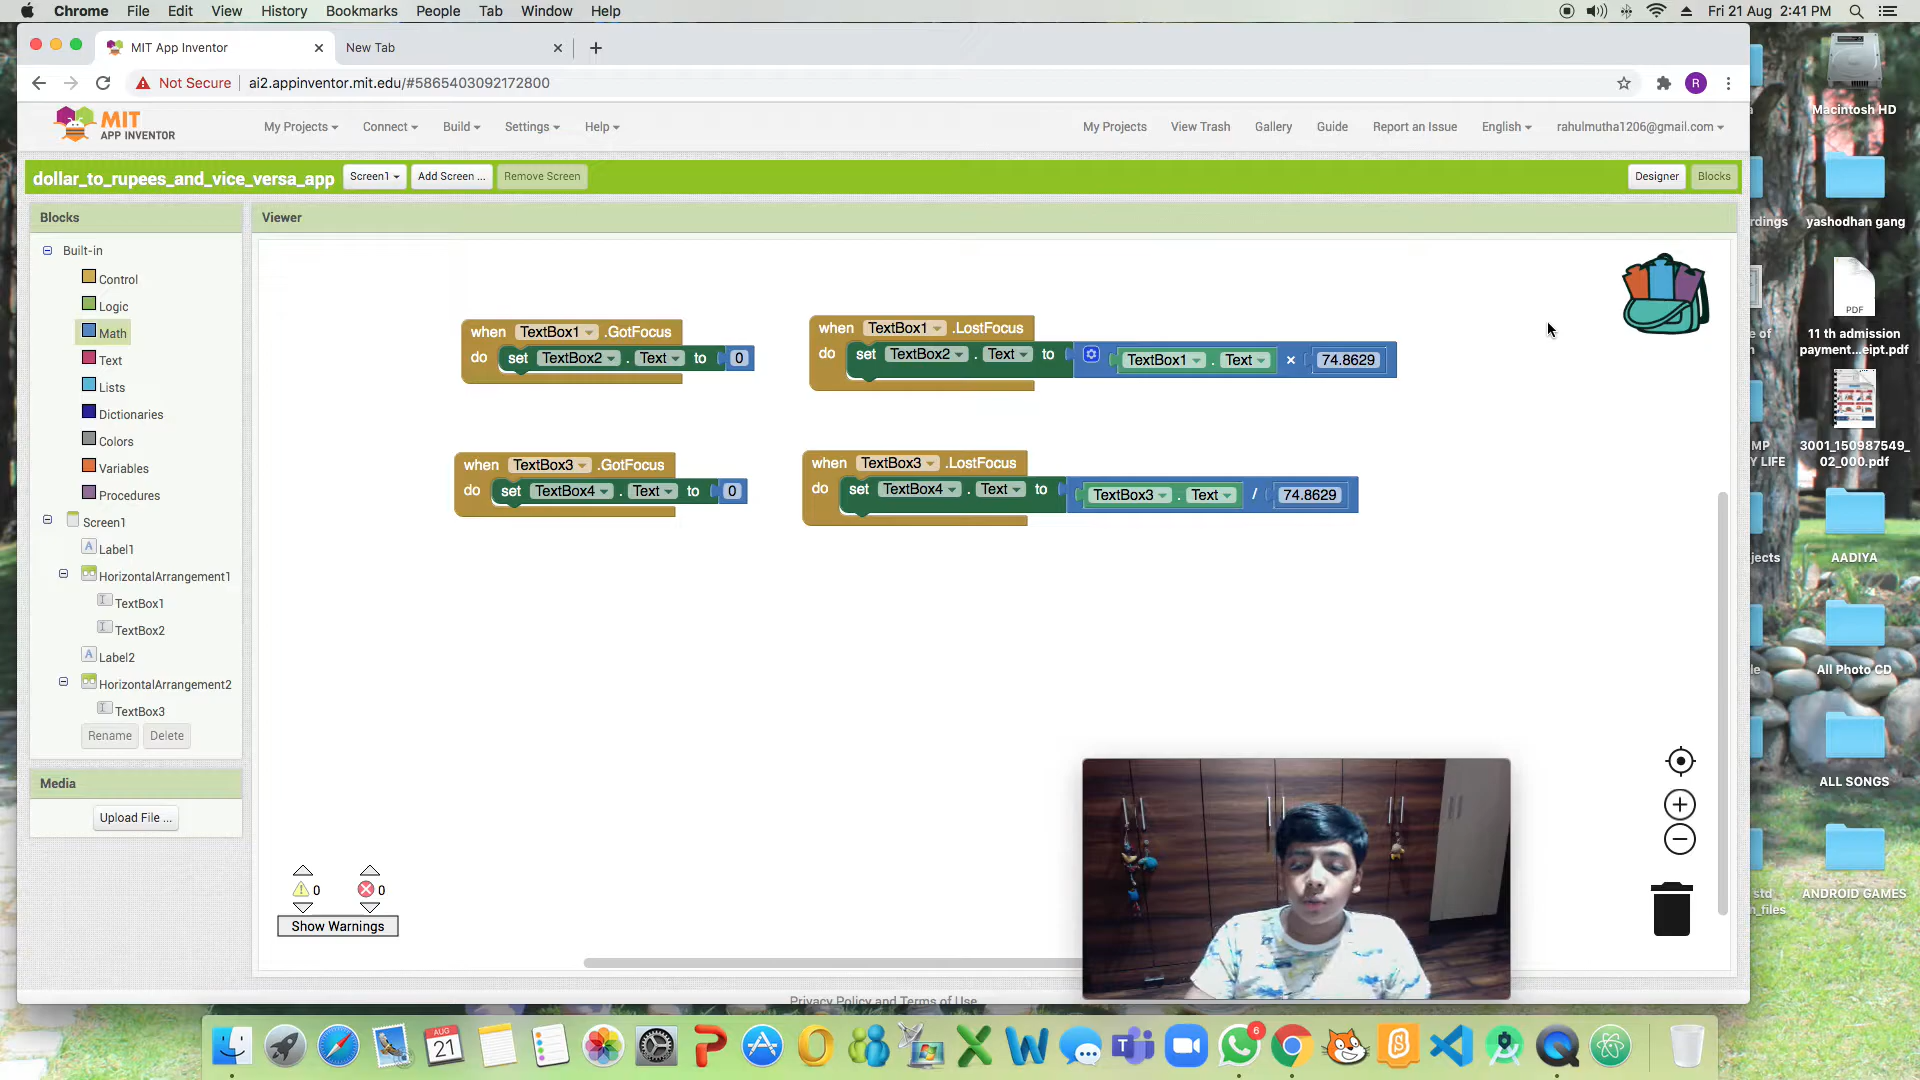 Chrome File Edit View History Bookmarks People Tab Window Help
Fri 21 Aug 2:41 PM
MIT App Inventor
New Tab
Not Secure ai2.appinventor.mit.edu/#5865403092172800
R
MIT
APP INVENTOR
My Projects Connect Build Settings Help
My Projects View Trash Gallery Guide Report an Issue English rahulmutha1206@gmail.com
dollar_to_rupees_and_vice_versa_app Screen1 Add Screen ... Remove Screen
Designer Blocks
Blocks
Viewer
Built-in
Control
Logic
Math
Text
Lists
Dictionaries
Colors
Variables
Procedures
Screen1
Label1
HorizontalArrangement1
TextBox1
TextBox2
Label2
HorizontalArrangement2
TextBox3
Rename Delete
Media
Upload File ...
when TextBox1 .GotFocus
do set TextBox2 . Text to 0
when TextBox1 .LostFocus
do set TextBox2 . Text to TextBox1 . Text × 74.8629
when TextBox3 .GotFocus
do set TextBox4 . Text to 0
when TextBox3 .LostFocus
do set TextBox4 . Text to TextBox3 . Text / 74.8629
0 0
Show Warnings
Privacy Policy and Terms of Use
Macintosh HD
rdings
yashodhan gang
PDF
11 th admission
payment...eipt.pdf
3001_150987549_
02_000.pdf
AADIYA
jects
All Photo CD
ALL SONGS
ANDROID GAMES
AUG
21
6